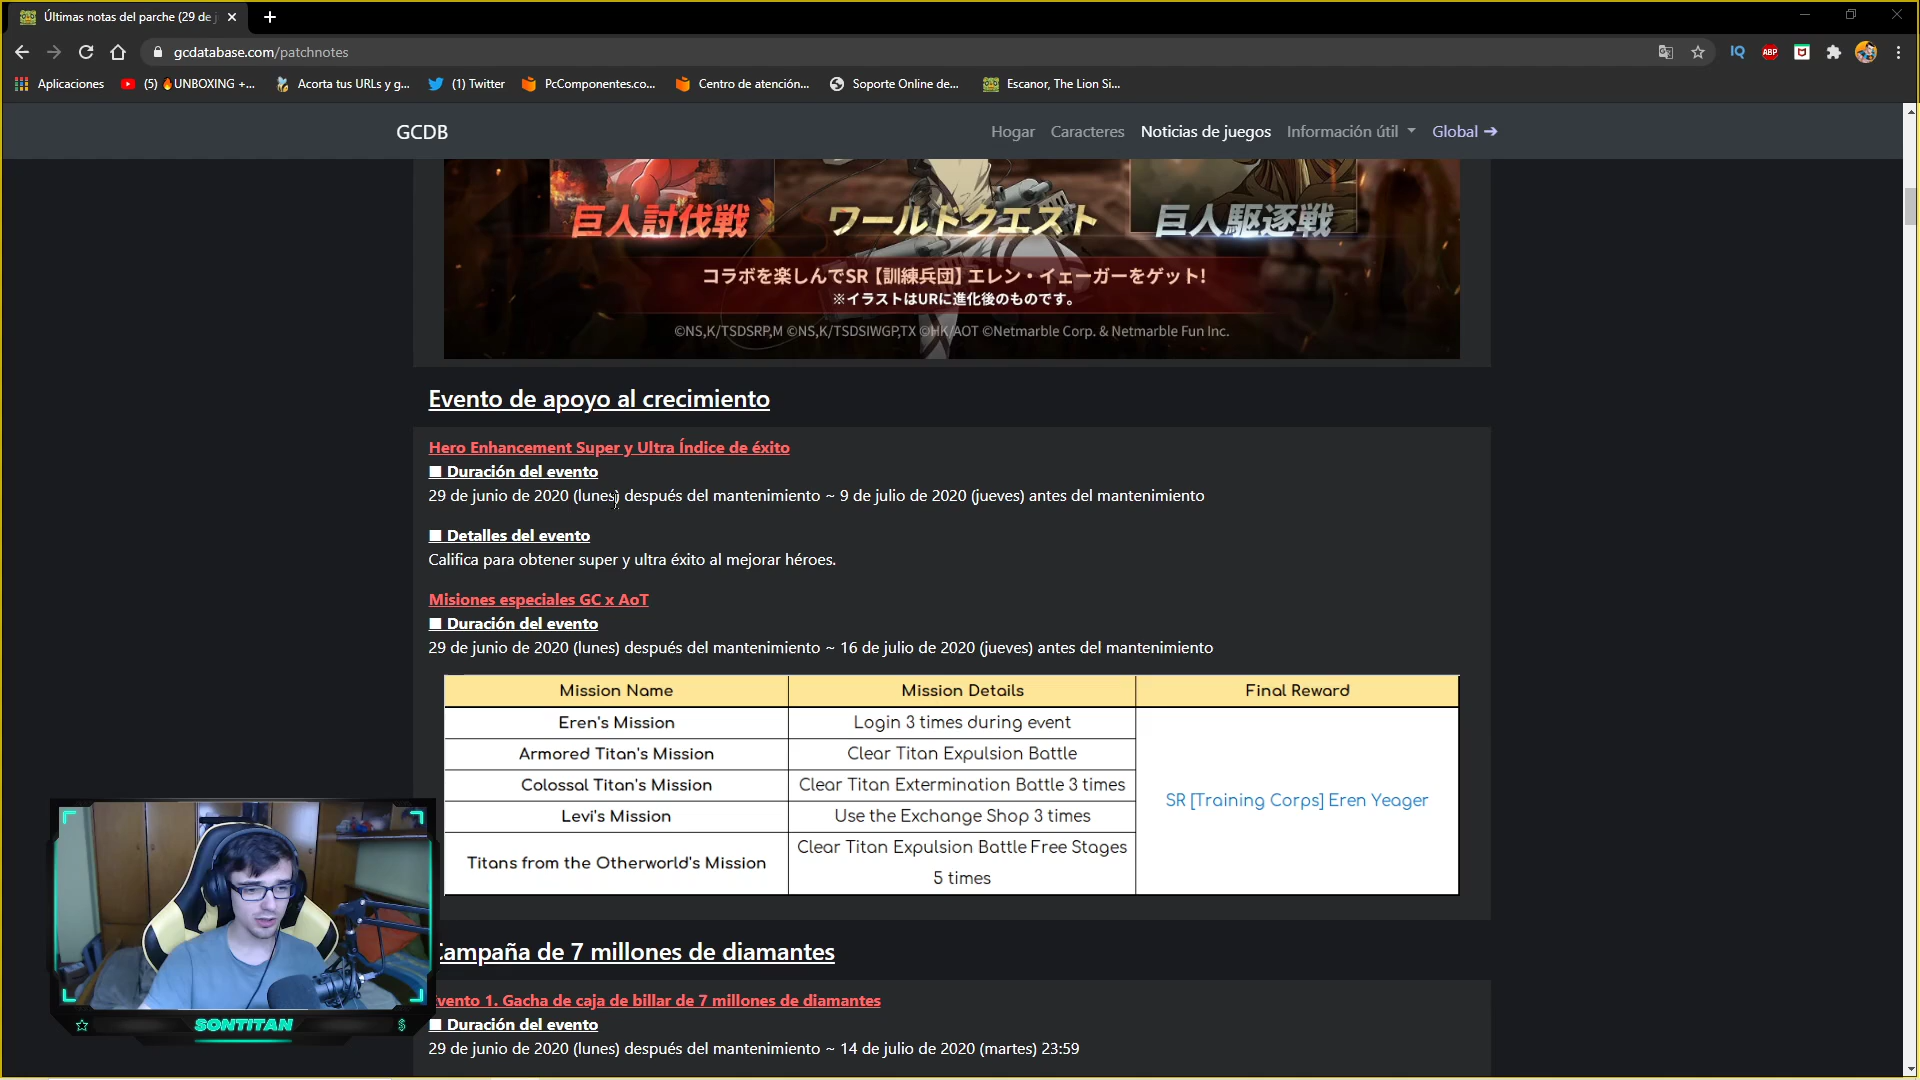 Últimas notas del parche (29 de j
gcdatabase.com/patchnotes
Aplicaciones
(5) 🔥UNBOXING +...
Acorta tus URLs y g...
(1) Twitter
PcComponentes.co...
Centro de atención...
Soporte Online de...
Escanor, The Lion Si...
IQ
ABP
GCDB
Hogar
Caracteres
Noticias de juegos
Información útil
Global ➔
巨人討伐戦
ワールドクエスト
巨人駆逐戦
コラボを楽しんでSR【訓練兵団】エレン・イェーガーをゲット!
※イラストはURに進化後のものです。
©NS,K/TSDSRP,M ©NS,K/TSDSIWGP,TX ©HK/AOT ©Netmarble Corp. & Netmarble Fun Inc.
Evento de apoyo al crecimiento
Hero Enhancement Super y Ultra Índice de éxito
■ Duración del evento
29 de junio de 2020 (lunes) después del mantenimiento ~ 9 de julio de 2020 (jueves) antes del mantenimiento
■ Detalles del evento
Califica para obtener super y ultra éxito al mejorar héroes.
Misiones especiales GC x AoT
■ Duración del evento
29 de junio de 2020 (lunes) después del mantenimiento ~ 16 de julio de 2020 (jueves) antes del mantenimiento
Mission Name
Mission Details
Final Reward
Eren's Mission
Login 3 times during event
Armored Titan's Mission
Clear Titan Expulsion Battle
Colossal Titan's Mission
Clear Titan Extermination Battle 3 times
SR [Training Corps] Eren Yeager
Levi's Mission
Use the Exchange Shop 3 times
Titans from the Otherworld's Mission
Clear Titan Expulsion Battle Free Stages
5 times
Campaña de 7 millones de diamantes
vento 1. Gacha de caja de billar de 7 millones de diamantes
■ Duración del evento
29 de junio de 2020 (lunes) después del mantenimiento ~ 14 de julio de 2020 (martes) 23:59
SONTITAN
$